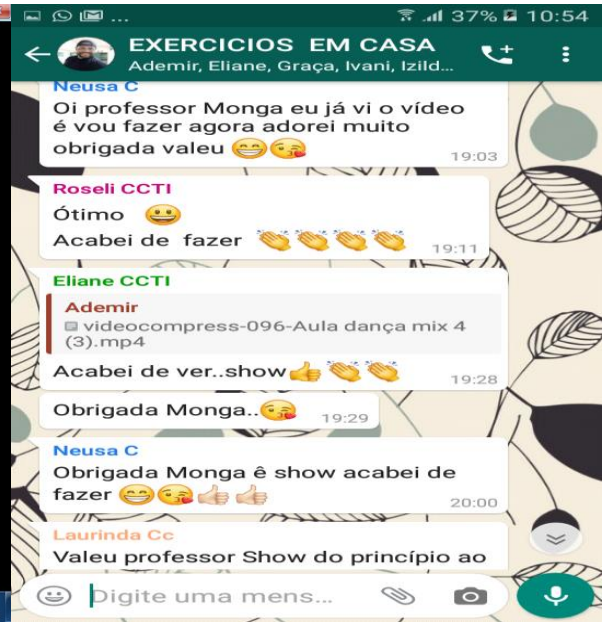 ... 37% 10:54
EXERCICIOS EM CASA
Ademir, Eliane, Graça, Ivani, Izild...
Neusa C
Oi professor Monga eu já vi o vídeo
é vou fazer agora adorei muito
obrigada valeu 😁😘
19:03
Roseli CCTI
Ótimo 😀
Acabei de fazer 👏👏👏👏
19:11
Eliane CCTI
Ademir
videocompress-096-Aula dança mix 4
(3).mp4
Acabei de ver..show👍👏👏
19:28
Obrigada Monga..😘
19:29
Neusa C
Obrigada Monga ê show acabei de
fazer 😁😘👍🏻👍🏻
20:00
Laurinda Cc
Valeu professor Show do princípio ao
Digite uma mens...